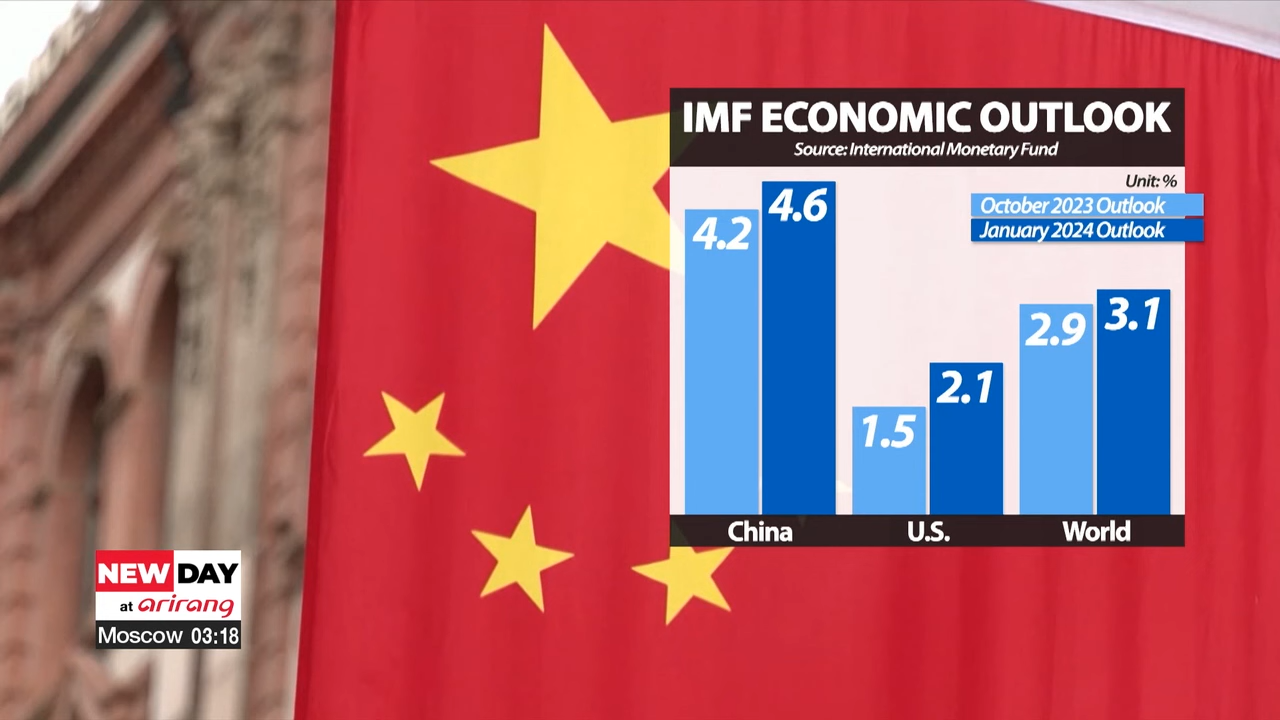 IMF ECONOMIC OUTLOOK
Source: International Monetary Fund
Unit: %
October 2023 Outlook
January 2024 Outlook
4.2
4.6
1.5
2.1
2.9
3.1
China
U.S.
World
NEW DAY
at arirang
Moscow 03:18